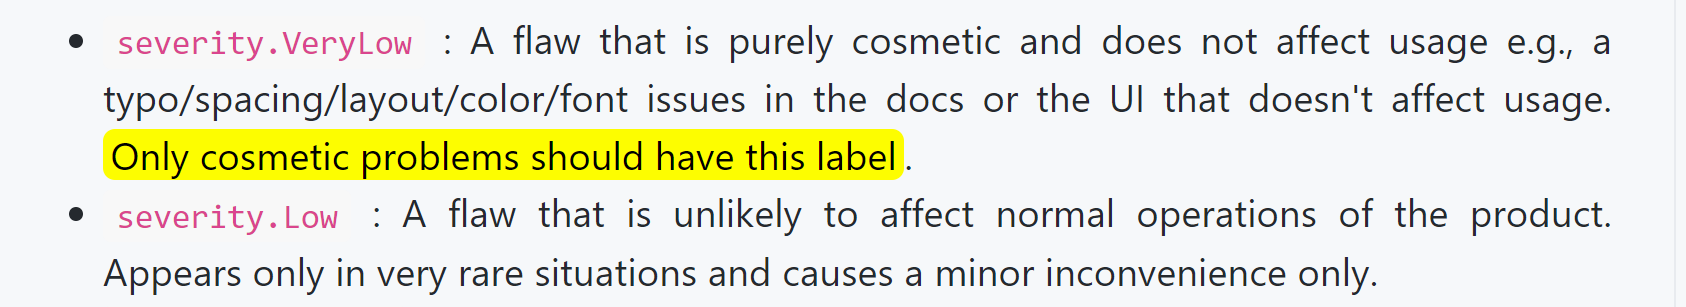 • severity.VeryLow : A flaw that is purely cosmetic and does not affect usage e.g., a
typo/spacing/layout/color/font issues in the docs or the UI that doesn't affect usage.
Only cosmetic problems should have this label.
• severity.Low : A flaw that is unlikely to affect normal operations of the product.
Appears only in very rare situations and causes a minor inconvenience only.